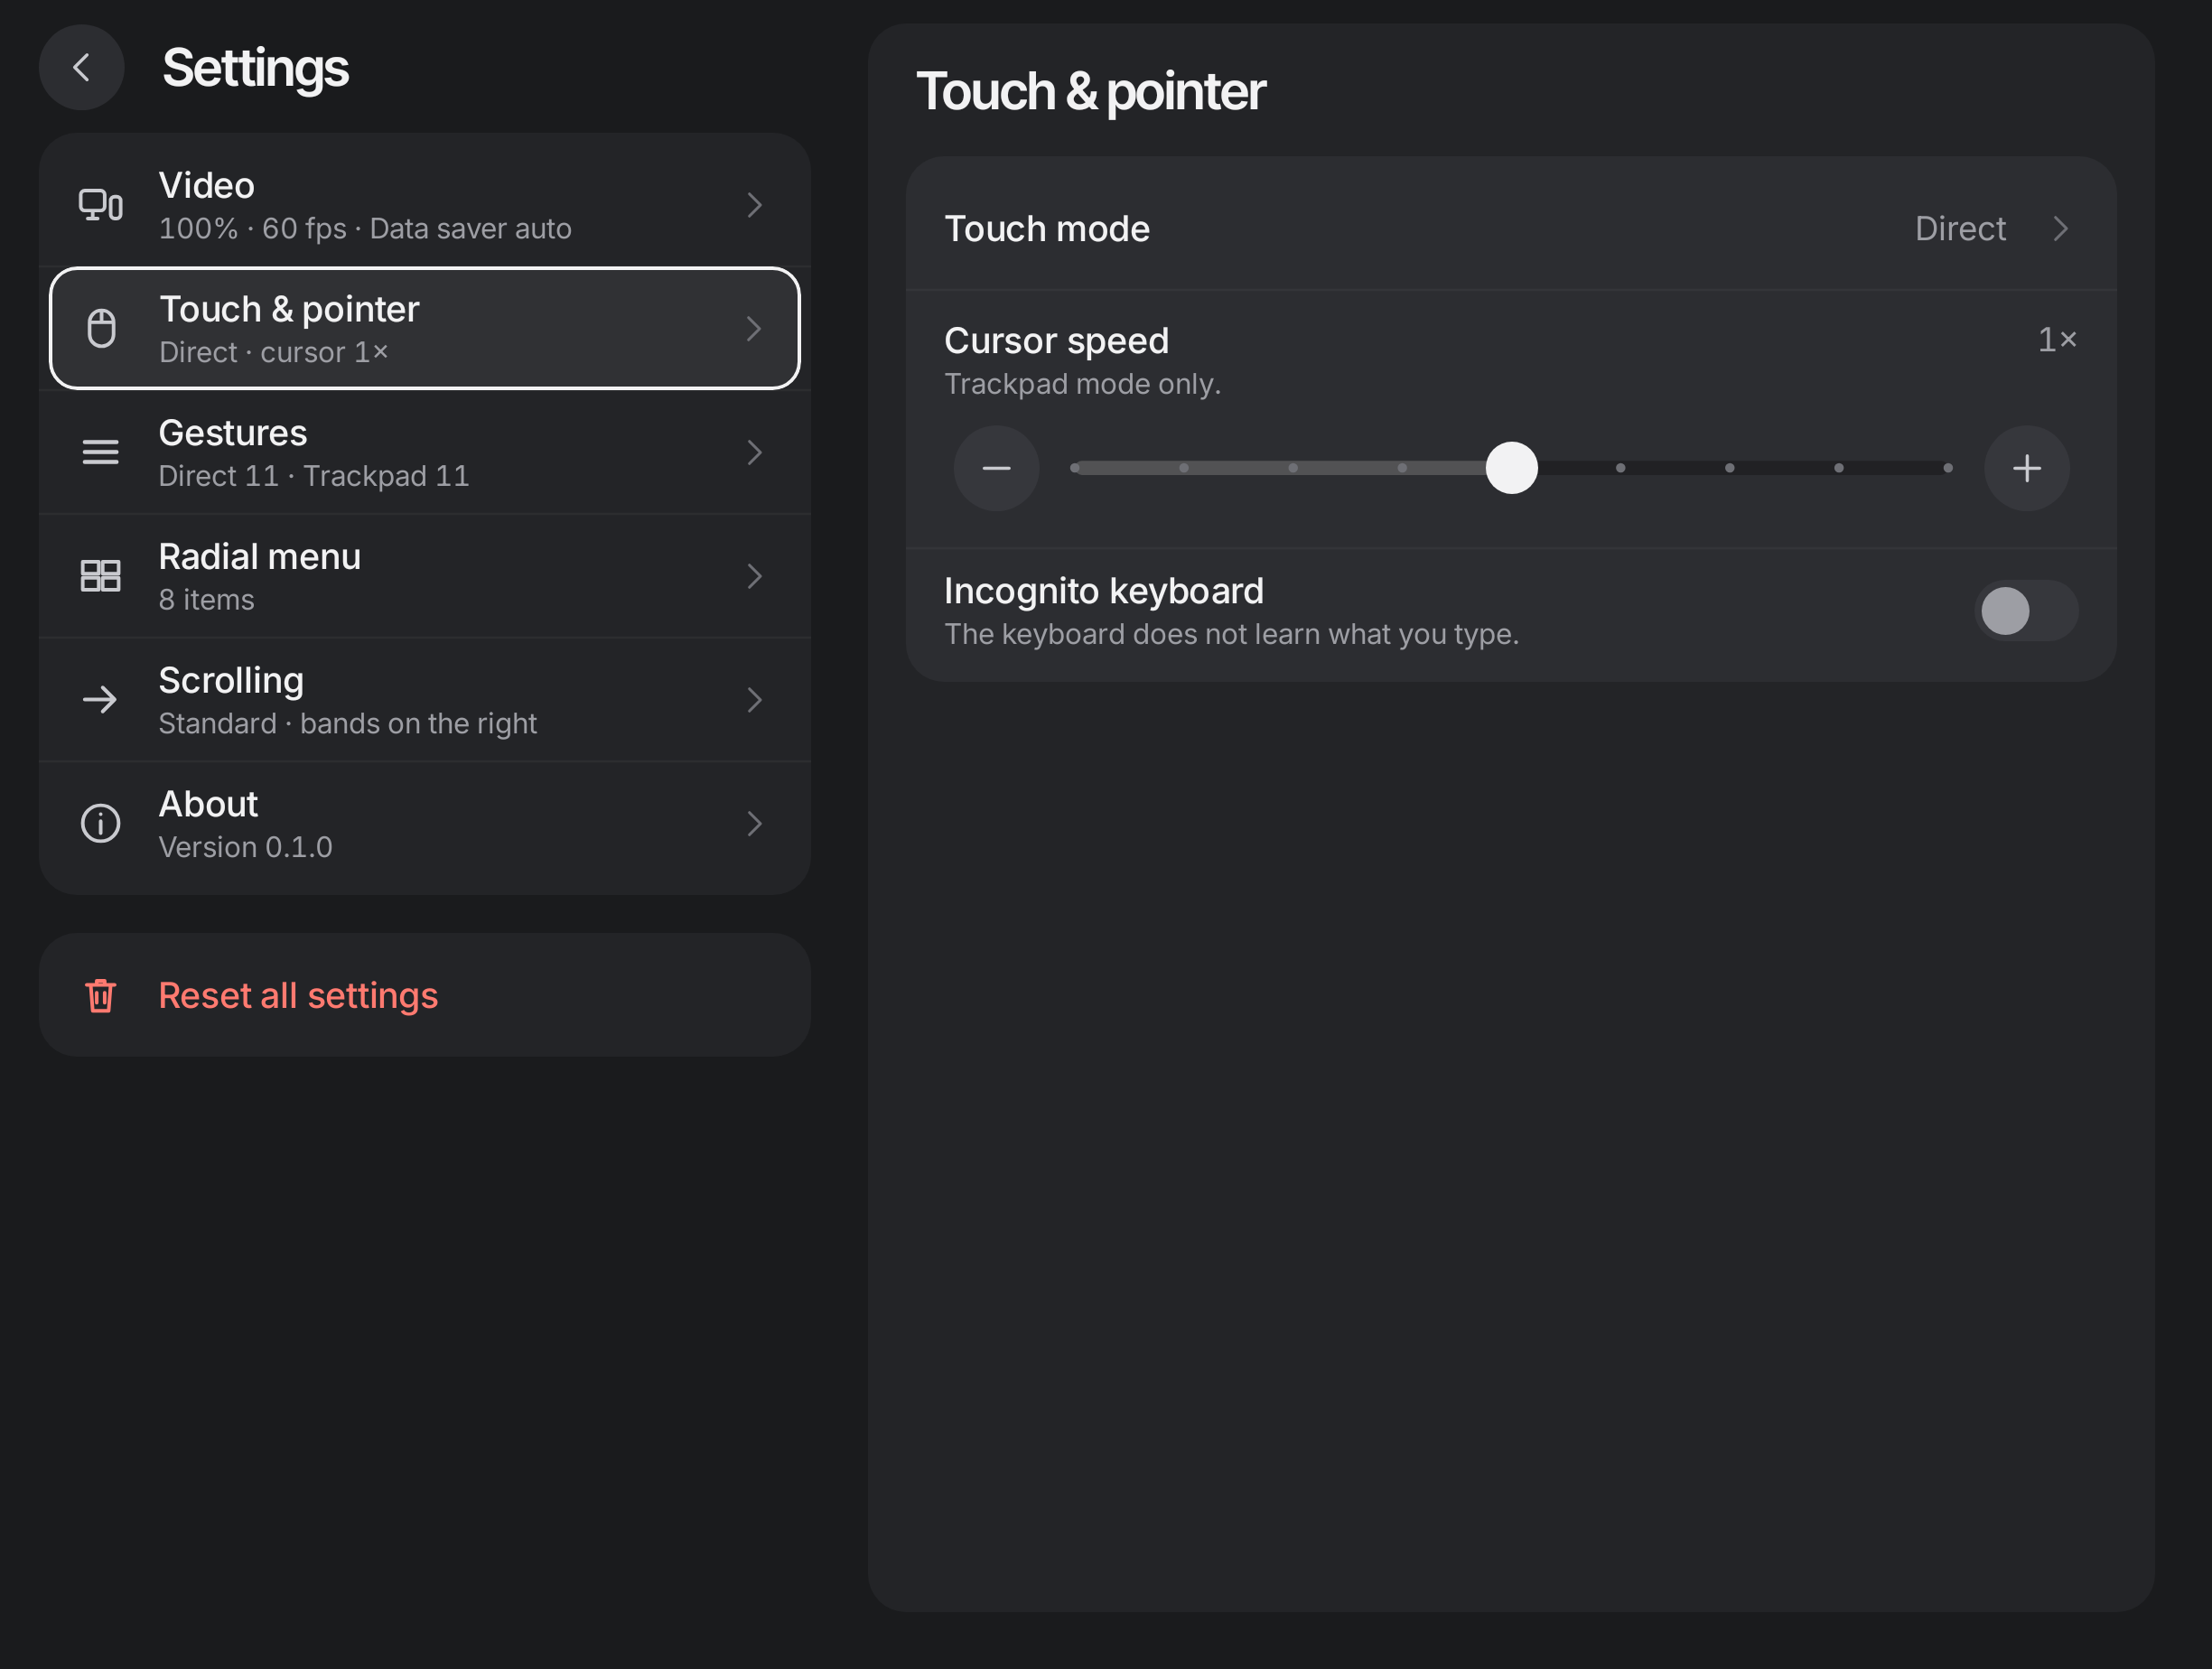 Settings
Video
100% · 60 fps · Data saver auto
Touch & pointer
Direct · cursor 1×
Gestures
Direct 11 · Trackpad 11
Radial menu
8 items
Scrolling
Standard · bands on the right
About
Version 0.1.0
Reset all settings
Touch & pointer
Touch mode
Direct
Cursor speed
1×
Trackpad mode only.
Incognito keyboard
The keyboard does not learn what you type.